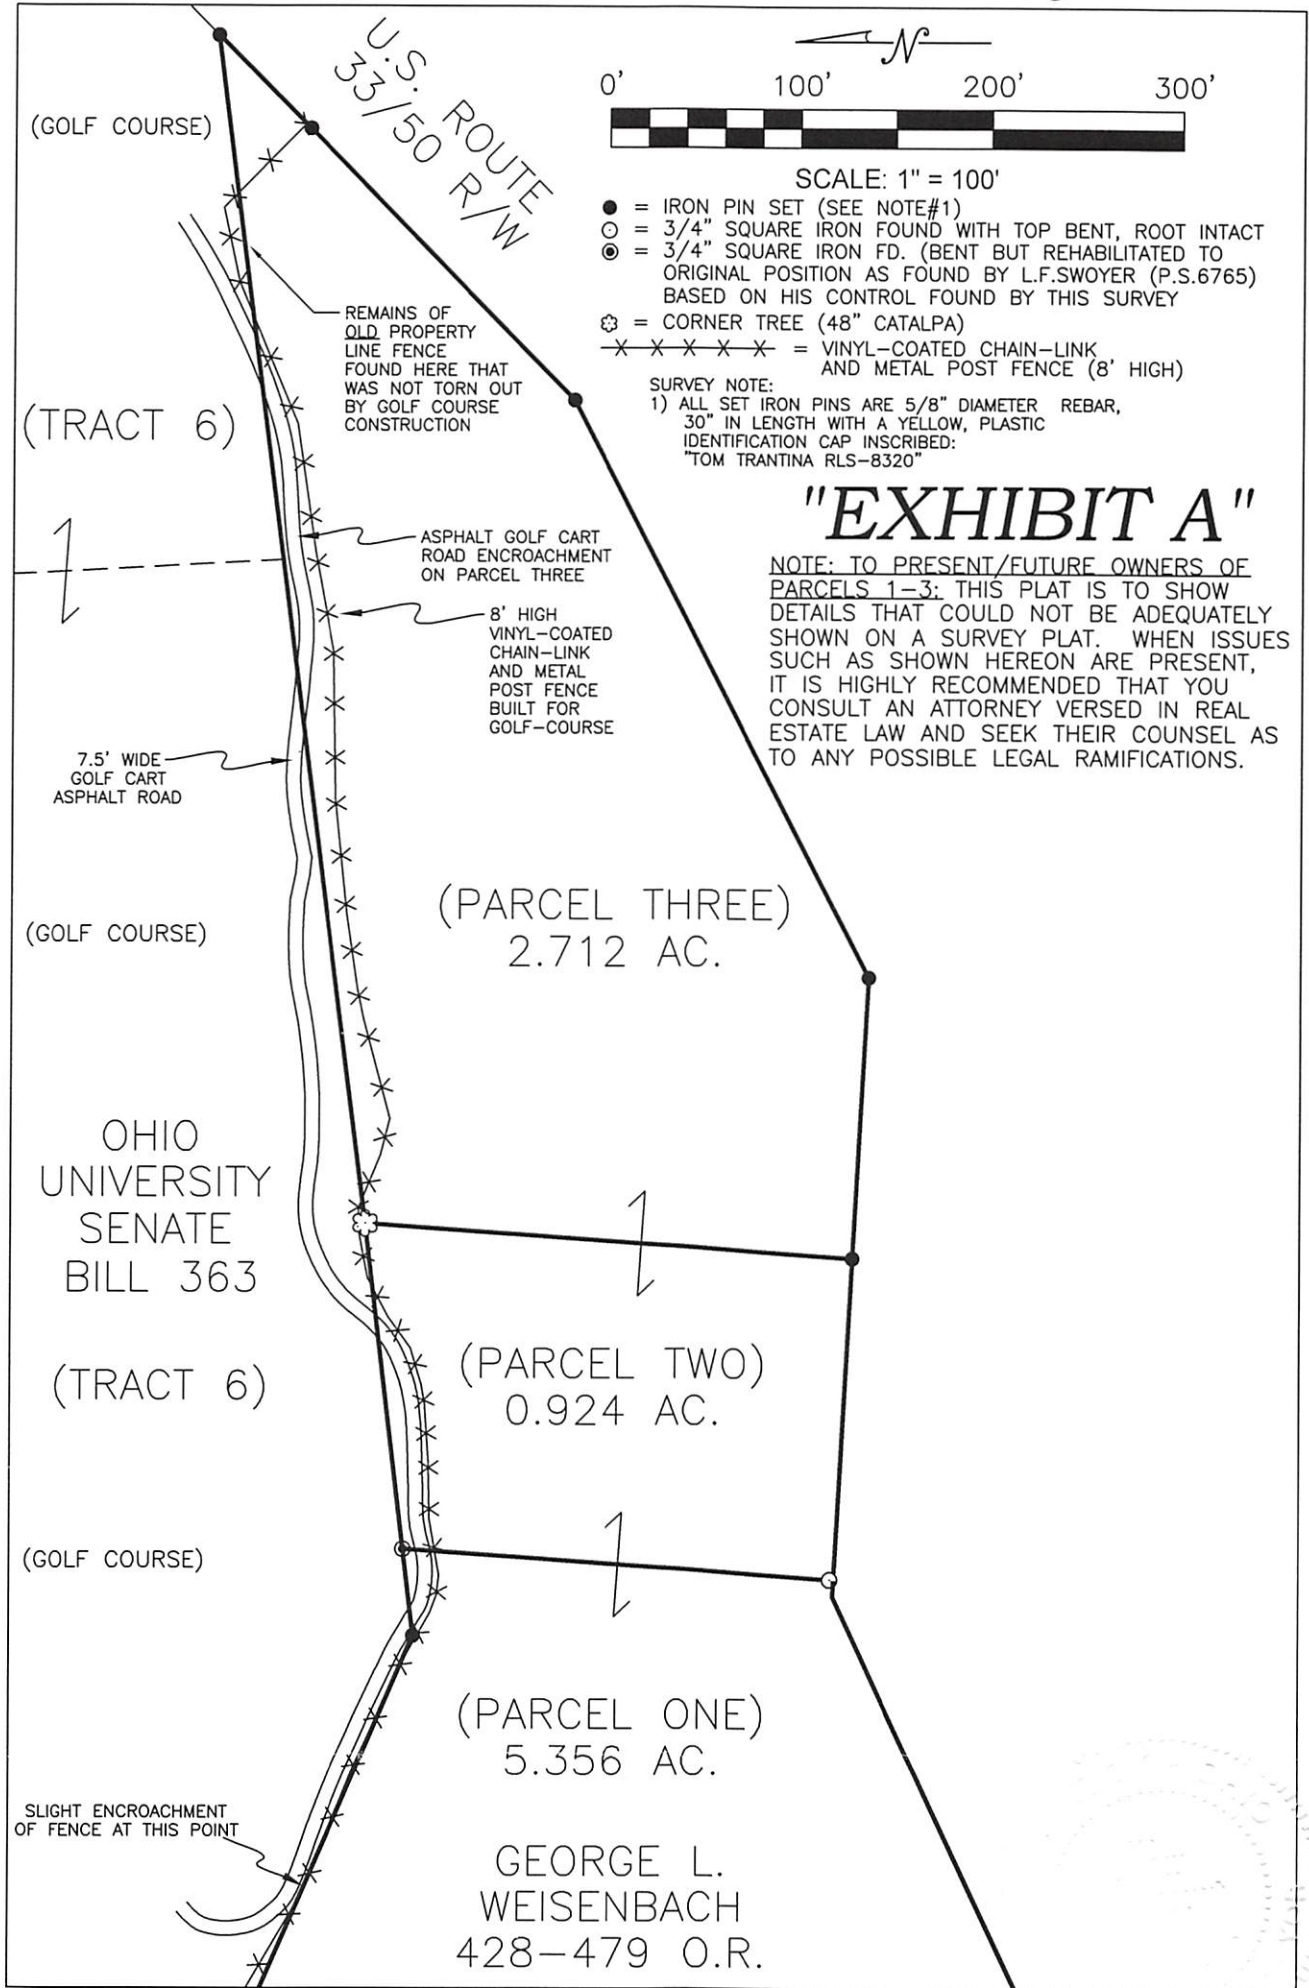 U.S. ROUTE
33/50 R/W
N
0' 100' 200' 300'
SCALE: 1" = 100'
= IRON PIN SET (SEE NOTE#1)
= 3/4" SQUARE IRON FOUND WITH TOP BENT, ROOT INTACT
= 3/4" SQUARE IRON FD. (BENT BUT REHABILITATED TO
ORIGINAL POSITION AS FOUND BY L.F.SWOYER (P.S.6765)
BASED ON HIS CONTROL FOUND BY THIS SURVEY
= CORNER TREE (48" CATALPA)
X X X X X = VINYL-COATED CHAIN-LINK
AND METAL POST FENCE (8' HIGH)
SURVEY NOTE:
1) ALL SET IRON PINS ARE 5/8" DIAMETER REBAR,
30" IN LENGTH WITH A YELLOW, PLASTIC
IDENTIFICATION CAP INSCRIBED:
"TOM TRANTINA RLS-8320"
"EXHIBIT A"
NOTE: TO PRESENT/FUTURE OWNERS OF
PARCELS 1-3: THIS PLAT IS TO SHOW
DETAILS THAT COULD NOT BE ADEQUATELY
SHOWN ON A SURVEY PLAT. WHEN ISSUES
SUCH AS SHOWN HEREON ARE PRESENT,
IT IS HIGHLY RECOMMENDED THAT YOU
CONSULT AN ATTORNEY VERSED IN REAL
ESTATE LAW AND SEEK THEIR COUNSEL AS
TO ANY POSSIBLE LEGAL RAMIFICATIONS.
(GOLF COURSE)
REMAINS OF
OLD PROPERTY
LINE FENCE
FOUND HERE THAT
WAS NOT TORN OUT
BY GOLF COURSE
CONSTRUCTION
(TRACT 6)
ASPHALT GOLF CART
ROAD ENCROACHMENT
ON PARCEL THREE
8' HIGH
VINYL-COATED
CHAIN-LINK
AND METAL
POST FENCE
BUILT FOR
GOLF-COURSE
7.5' WIDE
GOLF CART
ASPHALT ROAD
(PARCEL THREE)
2.712 AC.
(GOLF COURSE)
OHIO
UNIVERSITY
SENATE
BILL 363
(TRACT 6)
(PARCEL TWO)
0.924 AC.
(GOLF COURSE)
(PARCEL ONE)
5.356 AC.
SLIGHT ENCROACHMENT
OF FENCE AT THIS POINT
GEORGE L.
WEISENBACH
428-479 O.R.